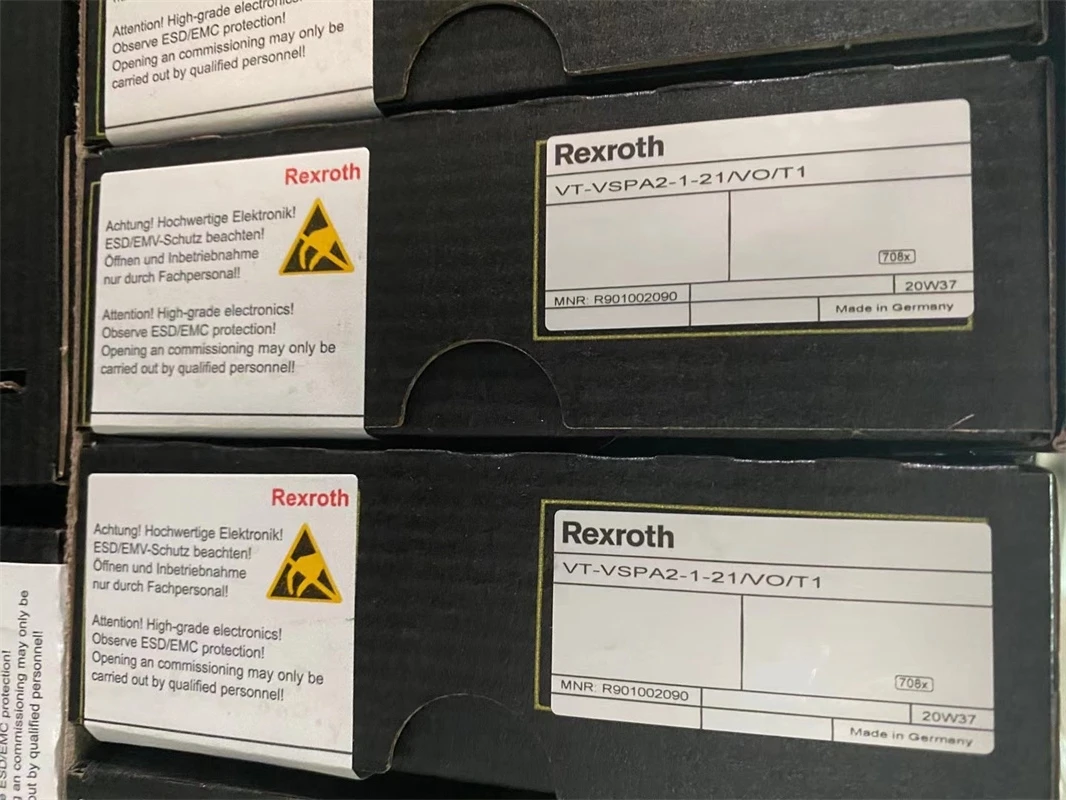 Attention! High-grade electronics!
Observe ESD/EMC protection!
Opening an commissioning may only be
carried out by qualified personnel!
Rexroth
Achtung! Hochwertige Elektronik!
ESD/EMV-Schutz beachten!
Öffnen und Inbetriebnahme
nur durch Fachpersonal!
Attention! High-grade electronics!
Observe ESD/EMC protection!
Opening an commissioning may only be
carried out by qualified personnel!
Rexroth
VT-VSPA2-1-21/VO/T1
708x
20W37
MNR: R901002090
Made in Germany
Rexroth
Achtung! Hochwertige Elektronik!
ESD/EMV-Schutz beachten!
Öffnen und Inbetriebnahme
nur durch Fachpersonal!
Attention! High-grade electronics!
Observe ESD/EMC protection!
Opening an commissioning may only be
carried out by qualified personnel!
Rexroth
VT-VSPA2-1-21/VO/T1
708x
MNR: R901002090
20W37
Made in Germany
ESD/EMC protection!
an commissioning may only be
out by qualified personnel!